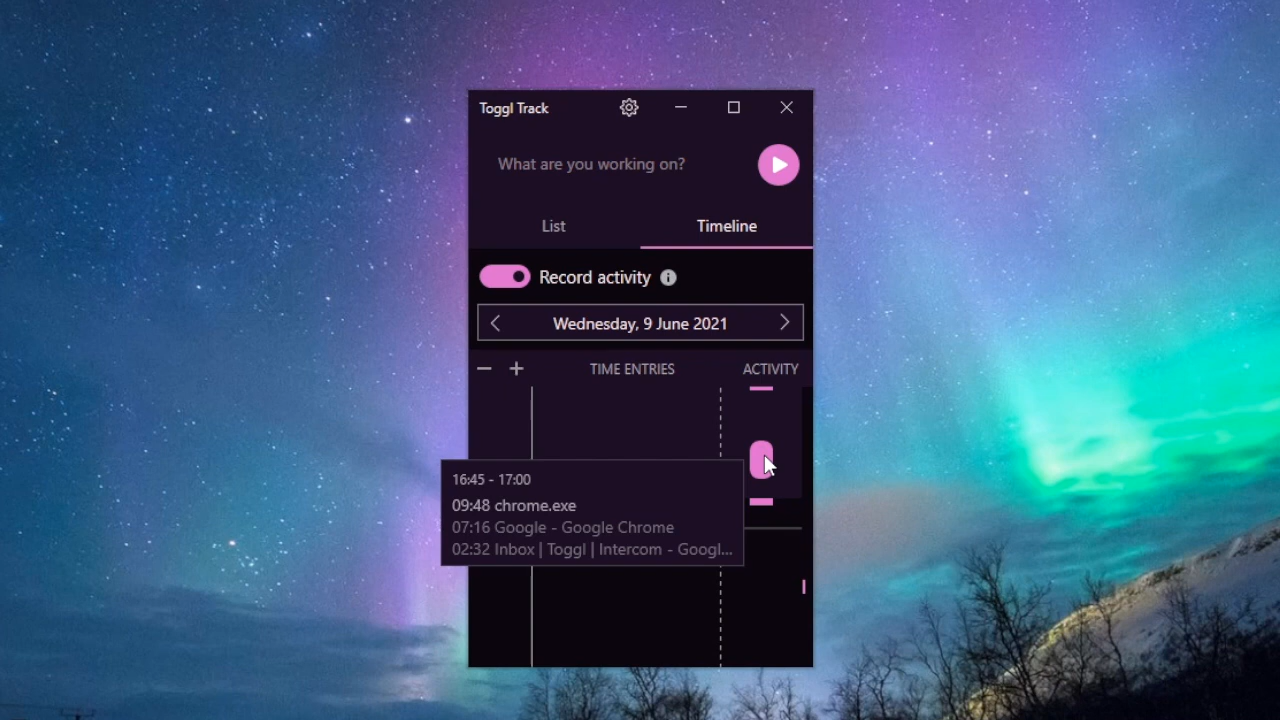 Toggl Track
What are you working on?
List
Timeline
Record activity
Wednesday, 9 June 2021
TIME ENTRIES
ACTIVITY
16:45 - 17:00
09:48 chrome.exe
07:16 Google - Google Chrome
02:32 Inbox | Toggl | Intercom - Googl...